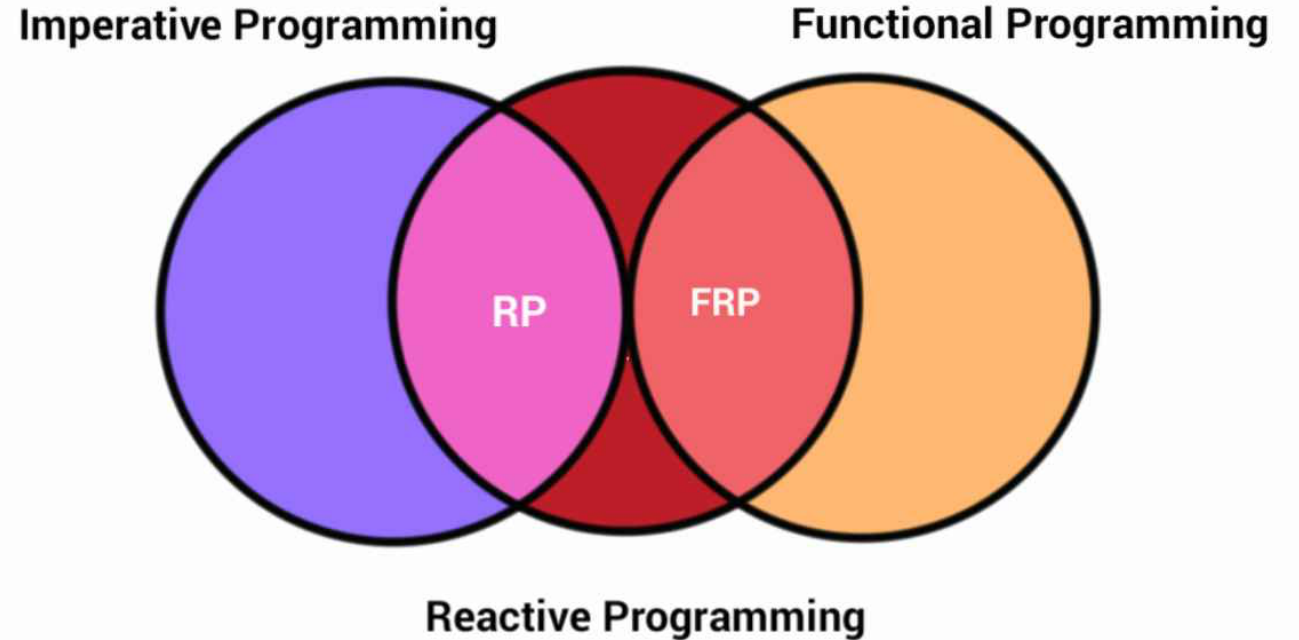 Imperative Programming
Functional Programming
RP
FRP
Reactive Programming